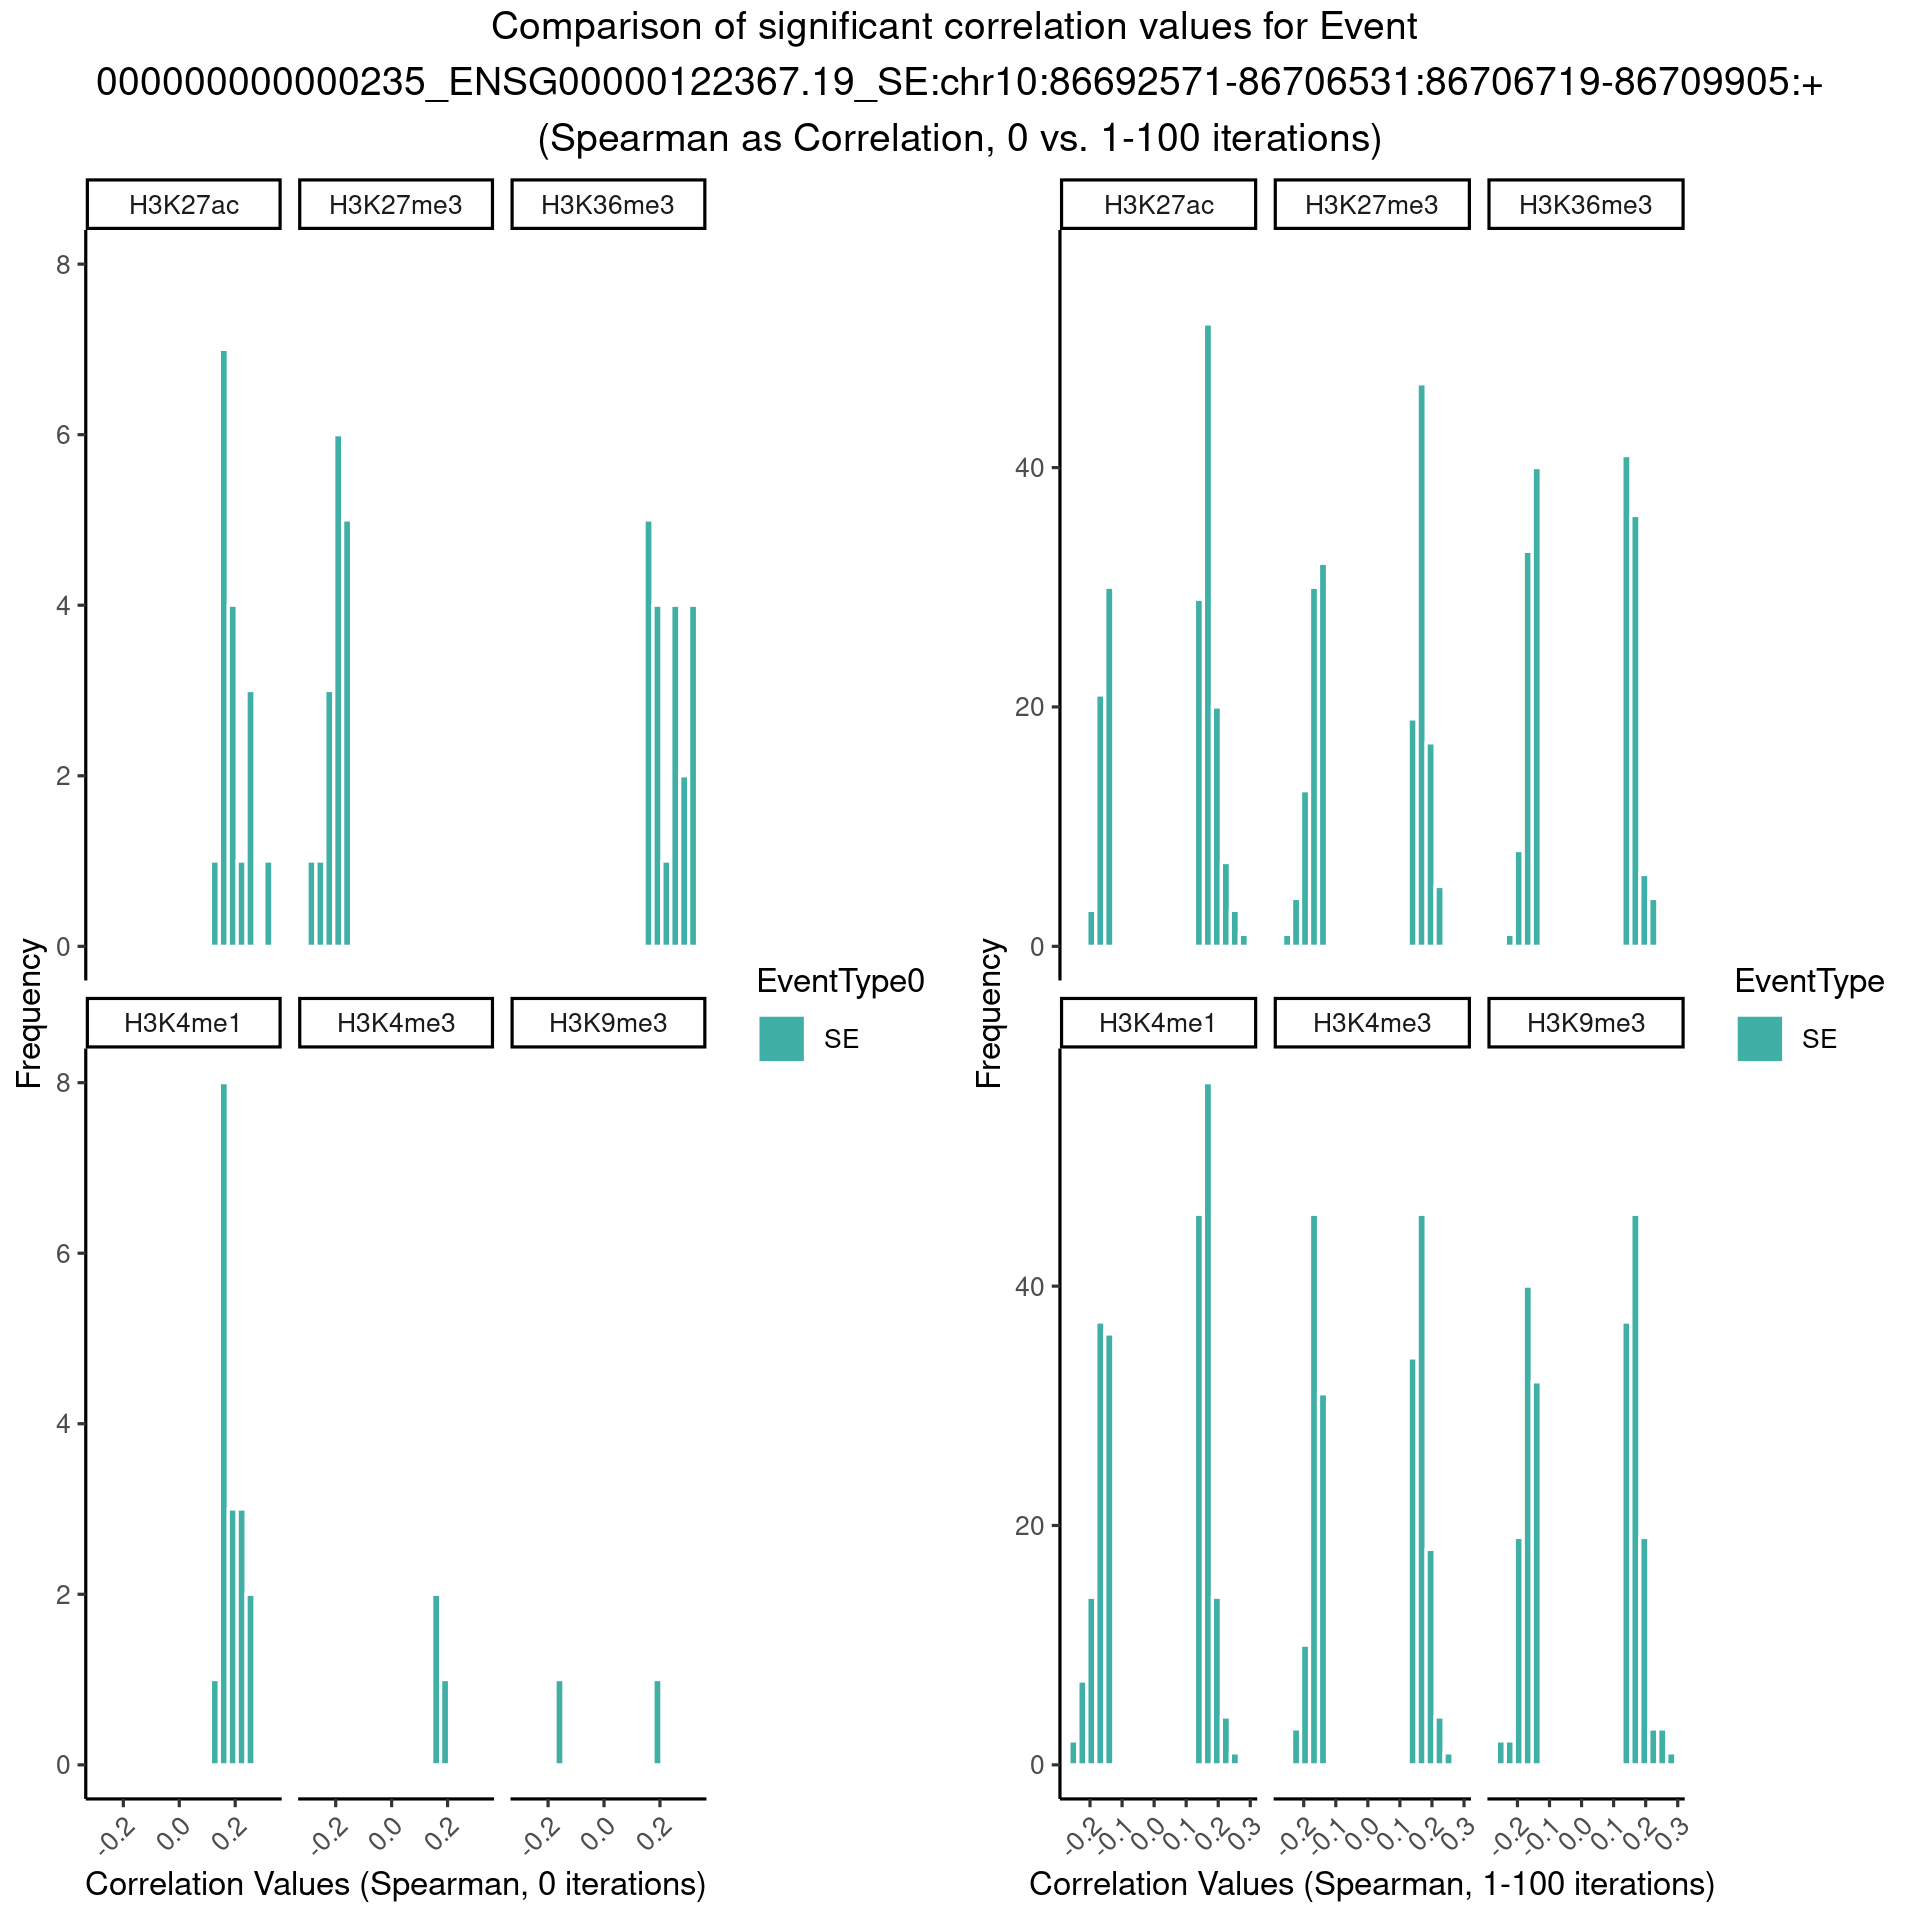 Comparison of significant correlation values for Event
000000000000235_ENSG00000122367.19_SE:chr10:86692571-86706531:86706719-86709905:+
(Spearman as Correlation, 0 vs. 1-100 iterations)
H3K27ac H3K27me3 H3K36me3
8
6
4
2
0
H3K4me1 H3K4me3 H3K9me3
8
6
4
2
0
-0.2 0.0 0.2 -0.2 0.0 0.2 -0.2 0.0 0.2
Frequency
Correlation Values (Spearman, 0 iterations)
EventType0
SE
H3K27ac H3K27me3 H3K36me3
40
20
0
H3K4me1 H3K4me3 H3K9me3
40
20
0
-0.2 -0.1 0.0 0.1 0.2 0.3 -0.2 -0.1 0.0 0.1 0.2 0.3 -0.2 -0.1 0.0 0.1 0.2 0.3
Frequency
Correlation Values (Spearman, 1-100 iterations)
EventType
SE